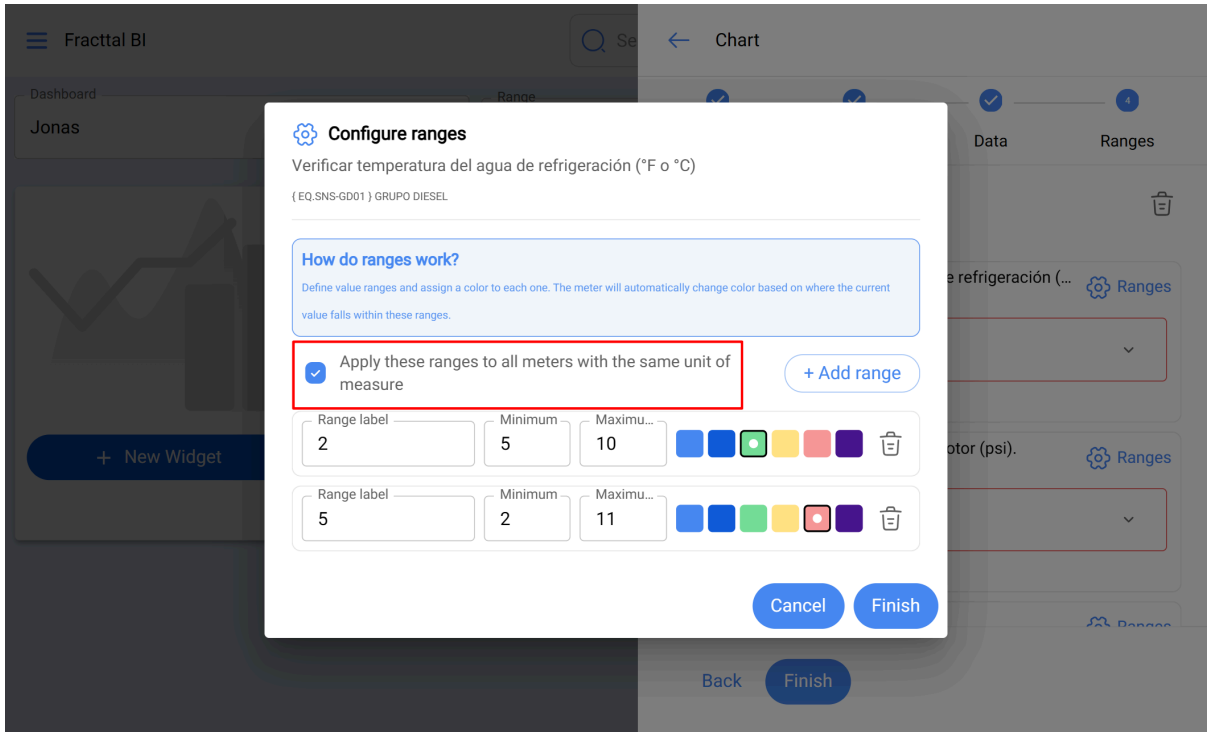 Fracttal BI
Se
Chart
Dashboard
Jonas
Range
Data
4
Ranges
Configure ranges
Verificar temperatura del agua de refrigeración (°F o °C)
{ EQ.SNS-GD01 } GRUPO DIESEL
How do ranges work?
Define value ranges and assign a color to each one. The meter will automatically change color based on where the current
value falls within these ranges.
Apply these ranges to all meters with the same unit of
measure
+ Add range
Range label
2
Minimum
5
Maximu...
10
Range label
5
Minimum
2
Maximu...
11
Cancel
Finish
e refrigeración (...
Ranges
otor (psi).
Ranges
Ranges
+ New Widget
Back
Finish